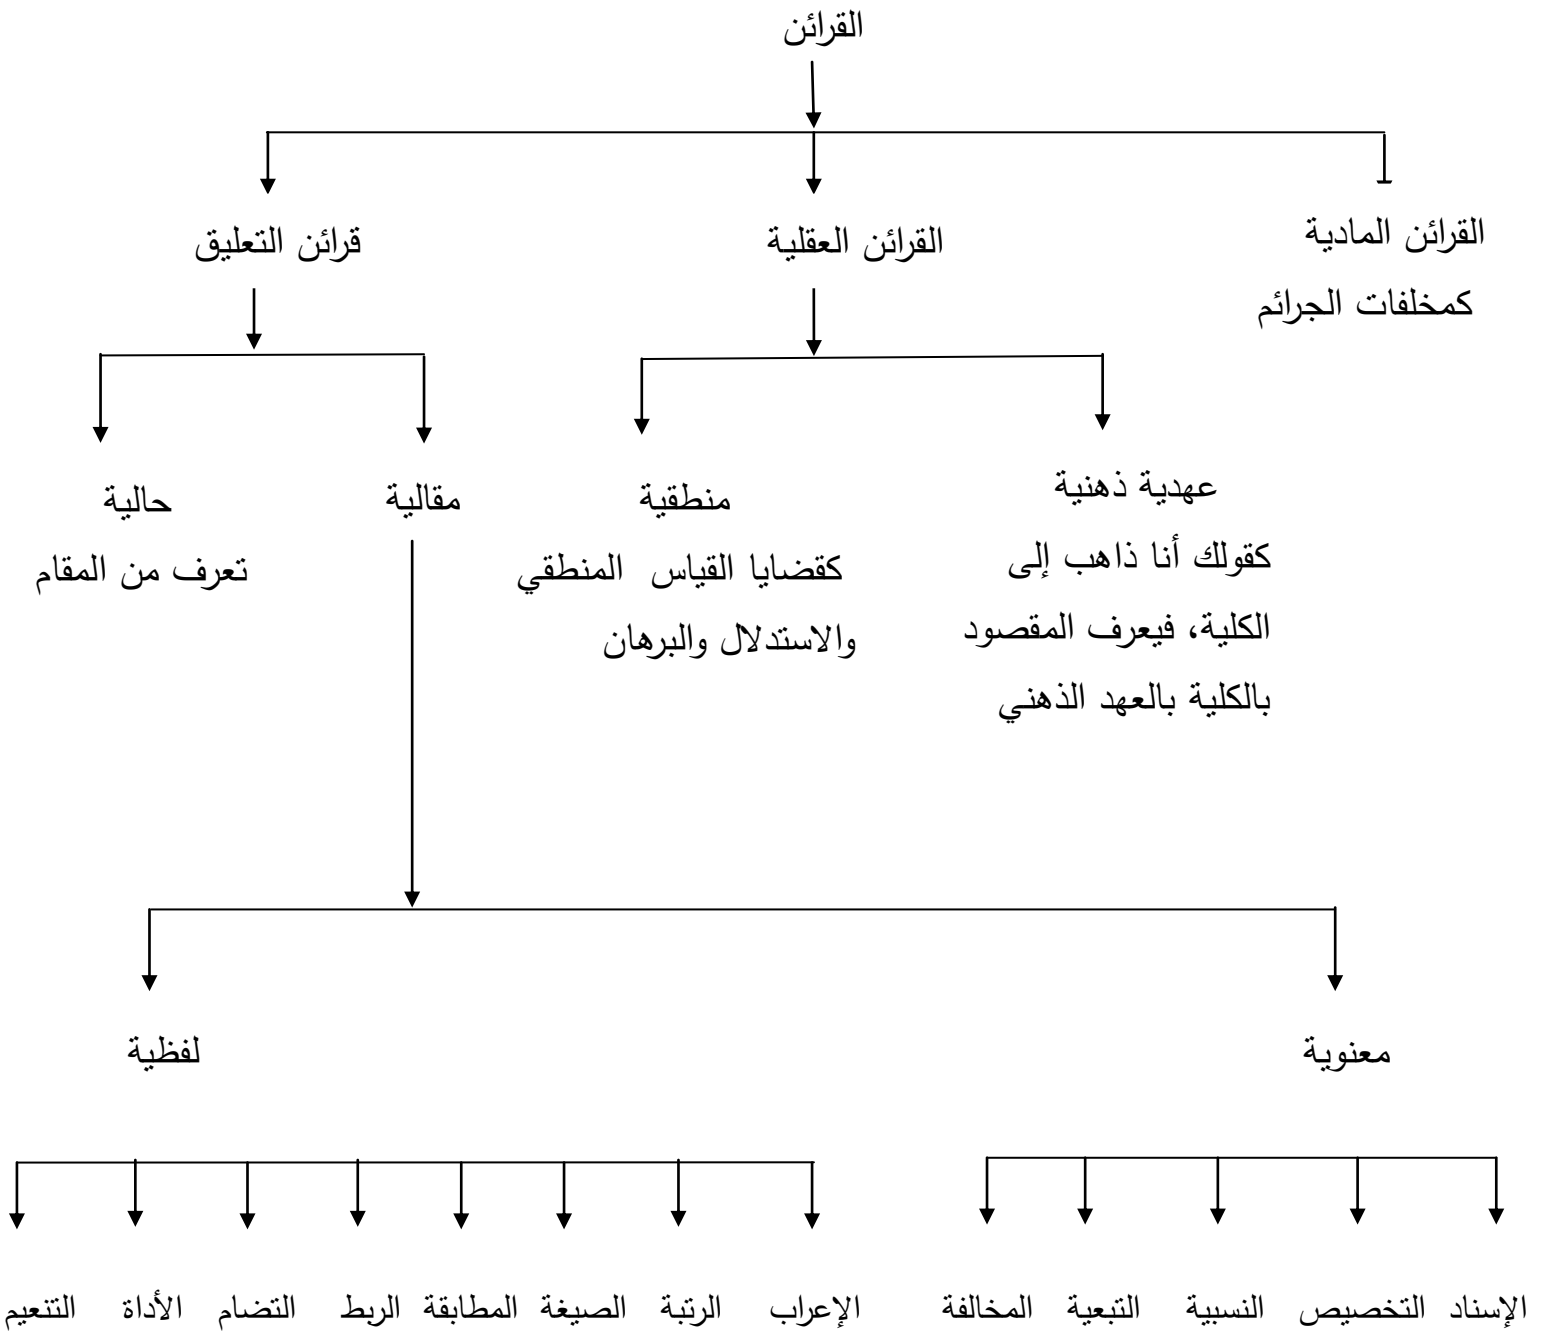 القرائن
القرائن المادية
كمخلفات الجرائم
القرائن العقلية
قرائن التعليق
عهدية ذهنية
كقولك أنا ذاهب إلى
الكلية، فيعرف المقصود
بالكلية بالعهد الذهني
منطقية
كقضايا القياس المنطقي
والاستدلال والبرهان
مقالية
حالية
تعرف من المقام
معنوية
لفظية
الإسناد التخصيص النسبية التبعية المخالفة
الإعراب الرتبة الصيغة المطابقة الربط التضام الأداة التنعيم